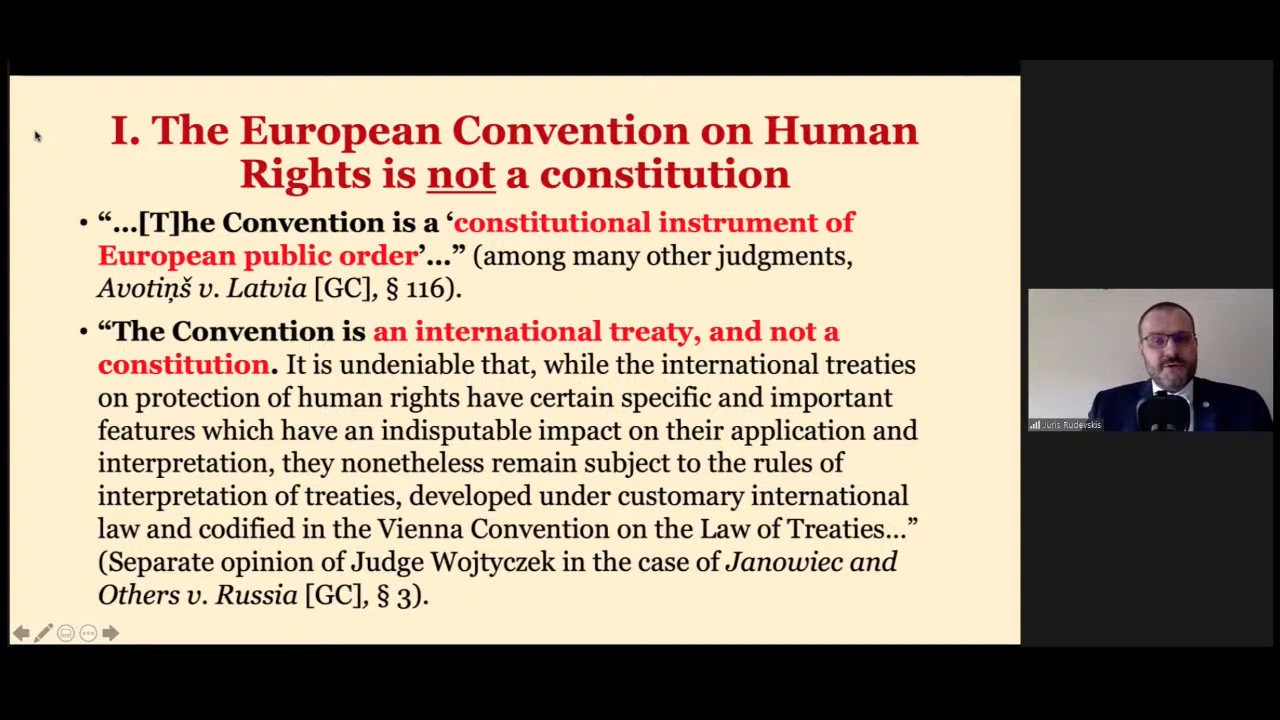 I. The European Convention on Human
Rights is not a constitution
• “…[T]he Convention is a ‘constitutional instrument of
European public order’…” (among many other judgments,
Avotiņš v. Latvia [GC], § 116).
• “The Convention is an international treaty, and not a
constitution. It is undeniable that, while the international treaties
on protection of human rights have certain specific and important
features which have an indisputable impact on their application and
interpretation, they nonetheless remain subject to the rules of
interpretation of treaties, developed under customary international
law and codified in the Vienna Convention on the Law of Treaties…”
(Separate opinion of Judge Wojtyczek in the case of Janowiec and
Others v. Russia [GC], § 3).
Juris Rudevskis